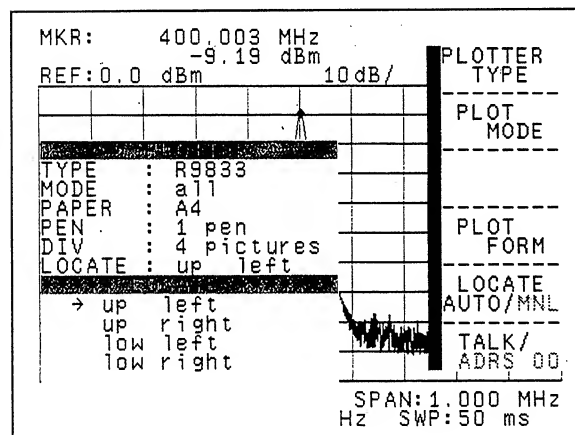 MKR: 400.003 MHz
-9.19 dBm
REF:0.0 dBm 10dB/
TYPE : R9833
MODE : all
PAPER : A4
PEN : 1 pen
DIV : 4 pictures
LOCATE : up left
→ up left
up right
low left
low right
SPAN:1.000 MHz
Hz SWP:50 ms
PLOTTER
TYPE
PLOT
MODE
PLOT
FORM
LOCATE
AUTO/MNL
TALK/
ADRS 00